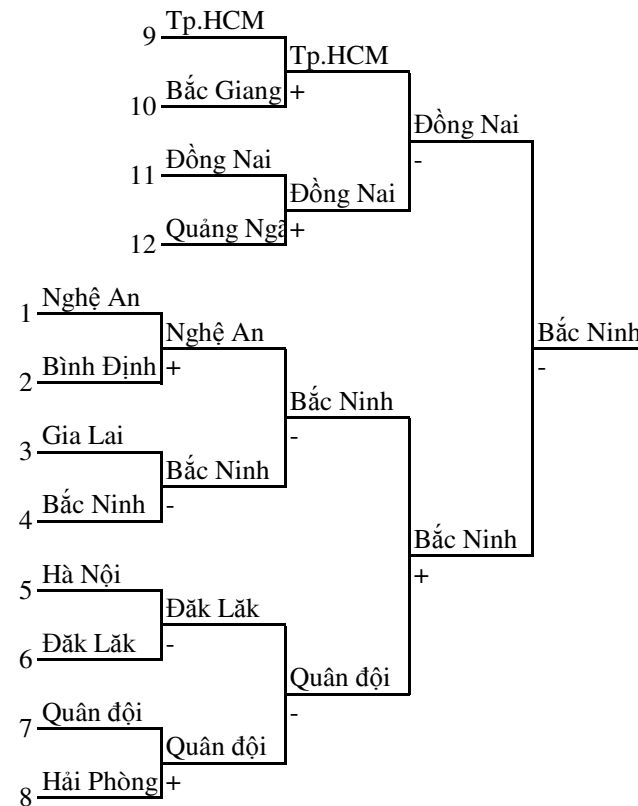 9 Tp.HCM
Tp.HCM
10 Bắc Giang +
Đồng Nai
-
11 Đồng Nai
Đồng Nai
12 +
1 Nghệ An
Nghệ An
Bắc Ninh
-
2 Bình Định +
Bắc Ninh
-
3 Gia Lai
Bắc Ninh
4 Bắc Ninh -
Bắc Ninh
+
5 Hà Nội
Đăk Lăk
6 Đăk Lăk -
Quân đội
-
7 Quân đội
Quân đội
8 Hải Phòng +